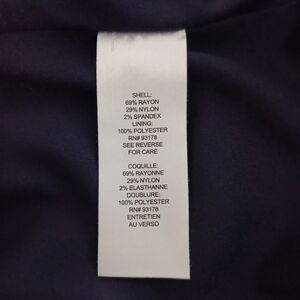 SHELL:
69% RAYON
29% NYLON
2% SPANDEX
LINING:
100% POLYESTER
RN# 93178
SEE REVERSE
FOR CARE
COQUILLE:
69% RAYONNE
29% NYLON
2% ELASTHANNE
DOUBLURE:
100% POLYESTER
RN# 93178
ENTRETIEN
AU VERSO